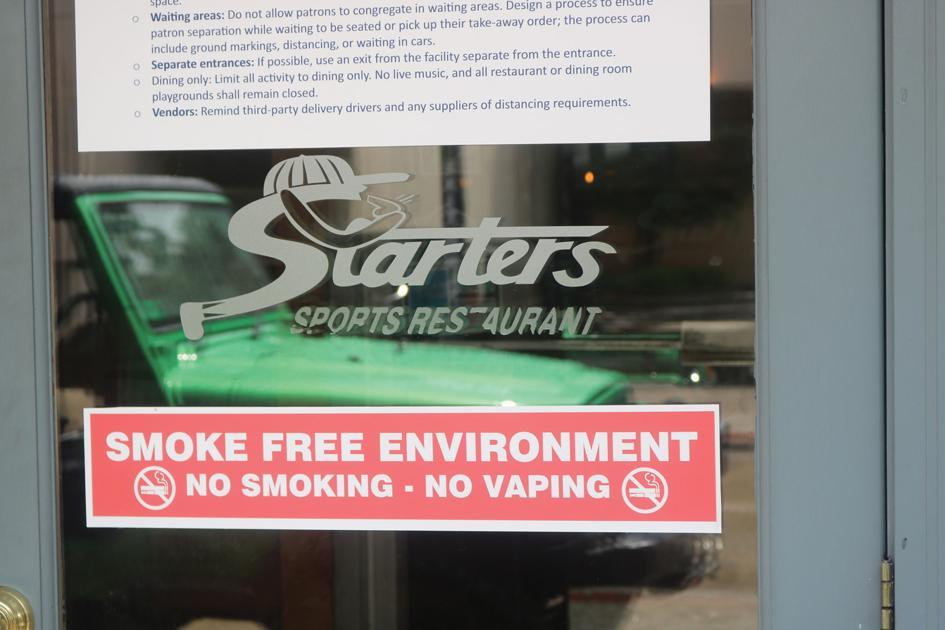 space.
○ Waiting areas: Do not allow patrons to congregate in waiting areas. Design a process to ensure
patron separation while waiting to be seated or pick up their take-away order; the process can
include ground markings, distancing, or waiting in cars.
○ Separate entrances: If possible, use an exit from the facility separate from the entrance.
○ Dining only: Limit all activity to dining only. No live music, and all restaurant or dining room
playgrounds shall remain closed.
○ Vendors: Remind third-party delivery drivers and any suppliers of distancing requirements.
Starters
SPORTS RESTAURANT
SMOKE FREE ENVIRONMENT
NO SMOKING - NO VAPING